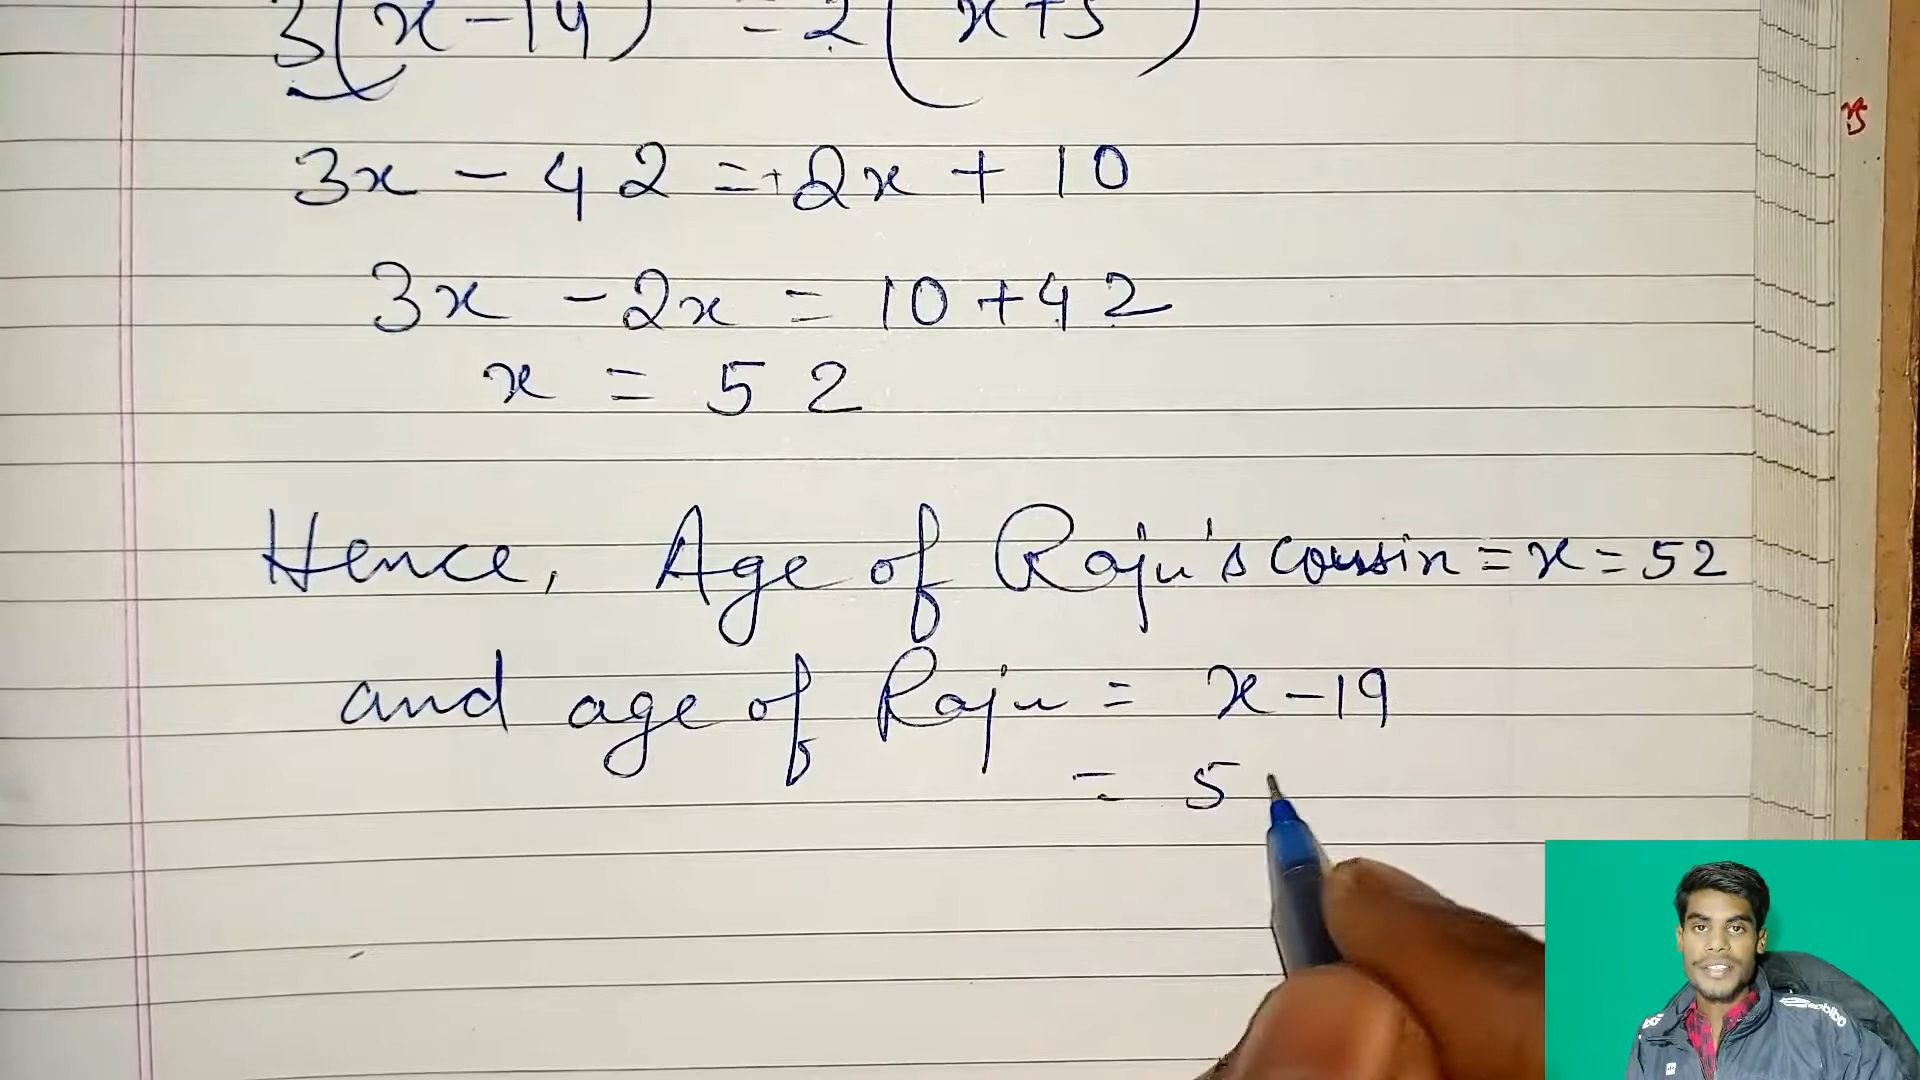 3(x-14) = 2(x+5)
3x - 42 = +2x + 10
3x - 2x = 10 + 42
x = 52
Hence, Age of Raju's cousin = x = 52
and age of Raju = x - 19
= 5